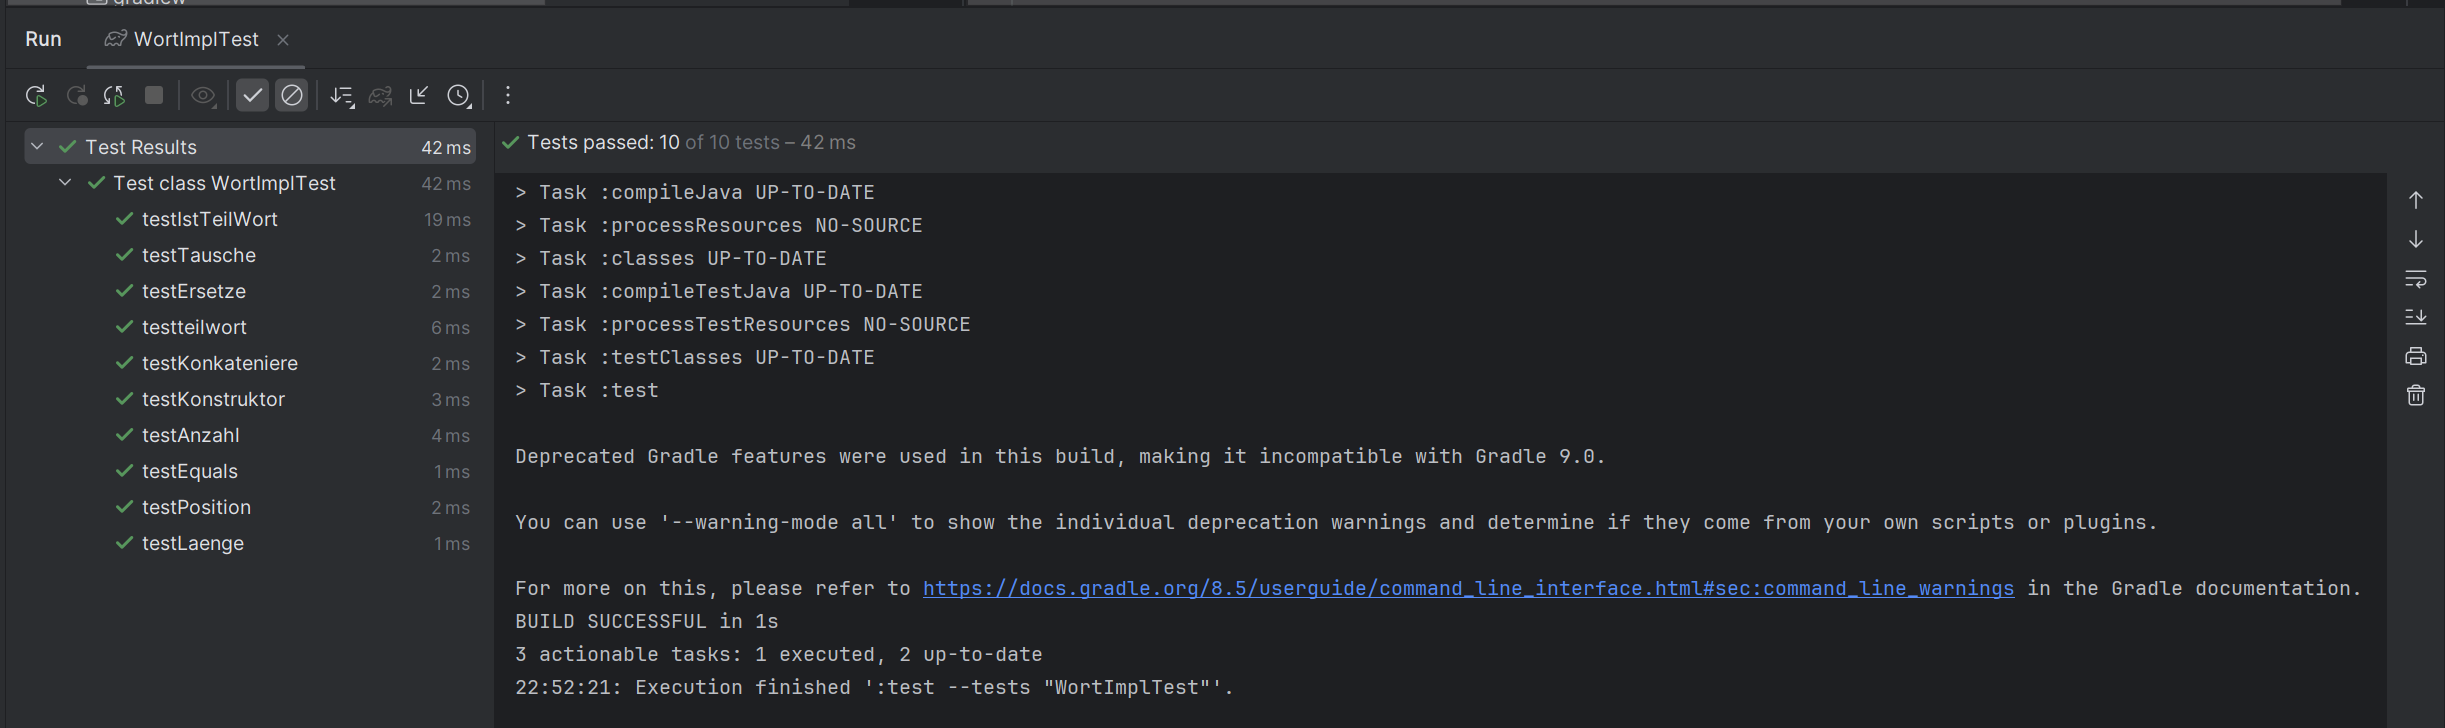 gradlew
Run WortImplTest
Test Results 42 ms
Test class WortImplTest 42 ms
testIstTeilWort 19 ms
testTausche 2 ms
testErsetze 2 ms
testteilwort 6 ms
testKonkateniere 2 ms
testKonstruktor 3 ms
testAnzahl 4 ms
testEquals 1 ms
testPosition 2 ms
testLaenge 1 ms
Tests passed: 10 of 10 tests – 42 ms
> Task :compileJava UP-TO-DATE
> Task :processResources NO-SOURCE
> Task :classes UP-TO-DATE
> Task :compileTestJava UP-TO-DATE
> Task :processTestResources NO-SOURCE
> Task :testClasses UP-TO-DATE
> Task :test
Deprecated Gradle features were used in this build, making it incompatible with Gradle 9.0.
You can use '--warning-mode all' to show the individual deprecation warnings and determine if they come from your own scripts or plugins.
For more on this, please refer to https://docs.gradle.org/8.5/userguide/command_line_interface.html#sec:command_line_warnings in the Gradle documentation.
BUILD SUCCESSFUL in 1s
3 actionable tasks: 1 executed, 2 up-to-date
22:52:21: Execution finished ':test --tests "WortImplTest"'.